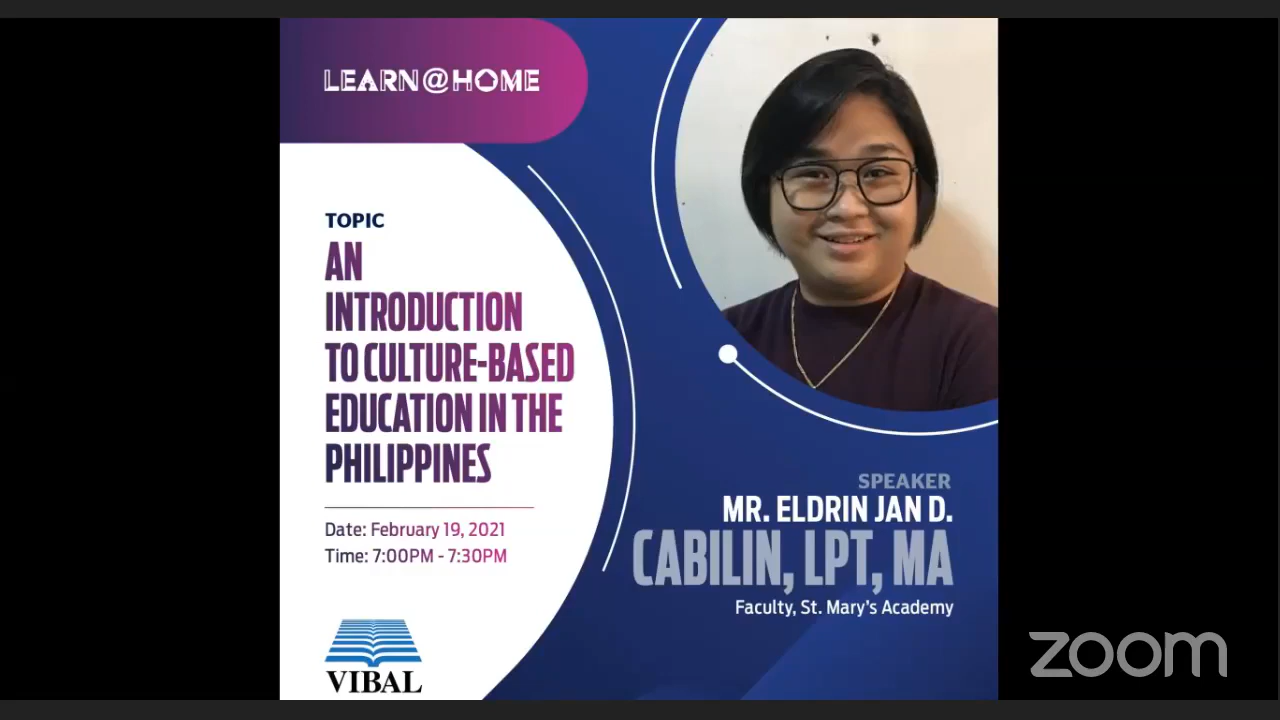 LEARN@HOME
TOPIC
AN
INTRODUCTION
TO CULTURE-BASED
EDUCATION IN THE
PHILIPPINES
Date: February 19, 2021
Time: 7:00PM - 7:30PM
VIBAL
SPEAKER
MR. ELDRIN JAN D.
CABILIN, LPT, MA
Faculty, St. Mary's Academy
zoom